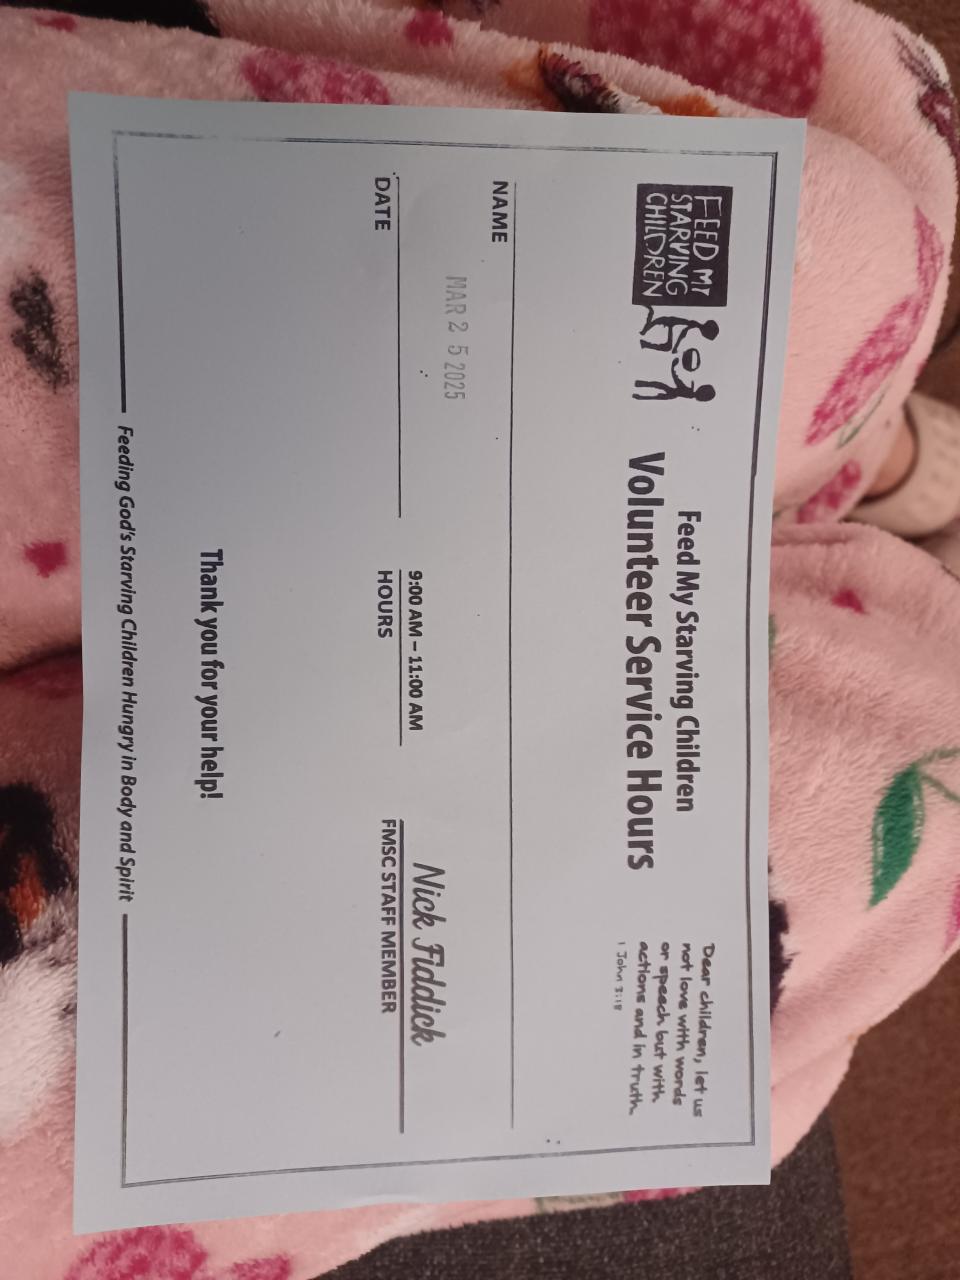 FEED MY
STARVING
CHILDREN
Feed My Starving Children
Volunteer Service Hours
Dear children, let us
not love with words
or speech but with
actions and in truth.
1 John 3:18
NAME
MAR 25 2025
DATE
9:00 AM – 11:00 AM
HOURS
Nick Fiddick
FMSC STAFF MEMBER
Thank you for your help!
Feeding God's Starving Children Hungry in Body and Spirit